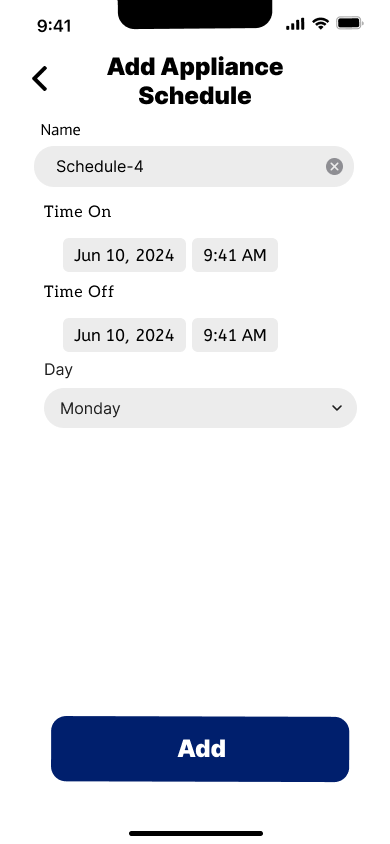 9:41
Add Appliance
Schedule
Name
Schedule-4
Time On
Jun 10, 2024 9:41 AM
Time Off
Jun 10, 2024 9:41 AM
Day
Monday
Add